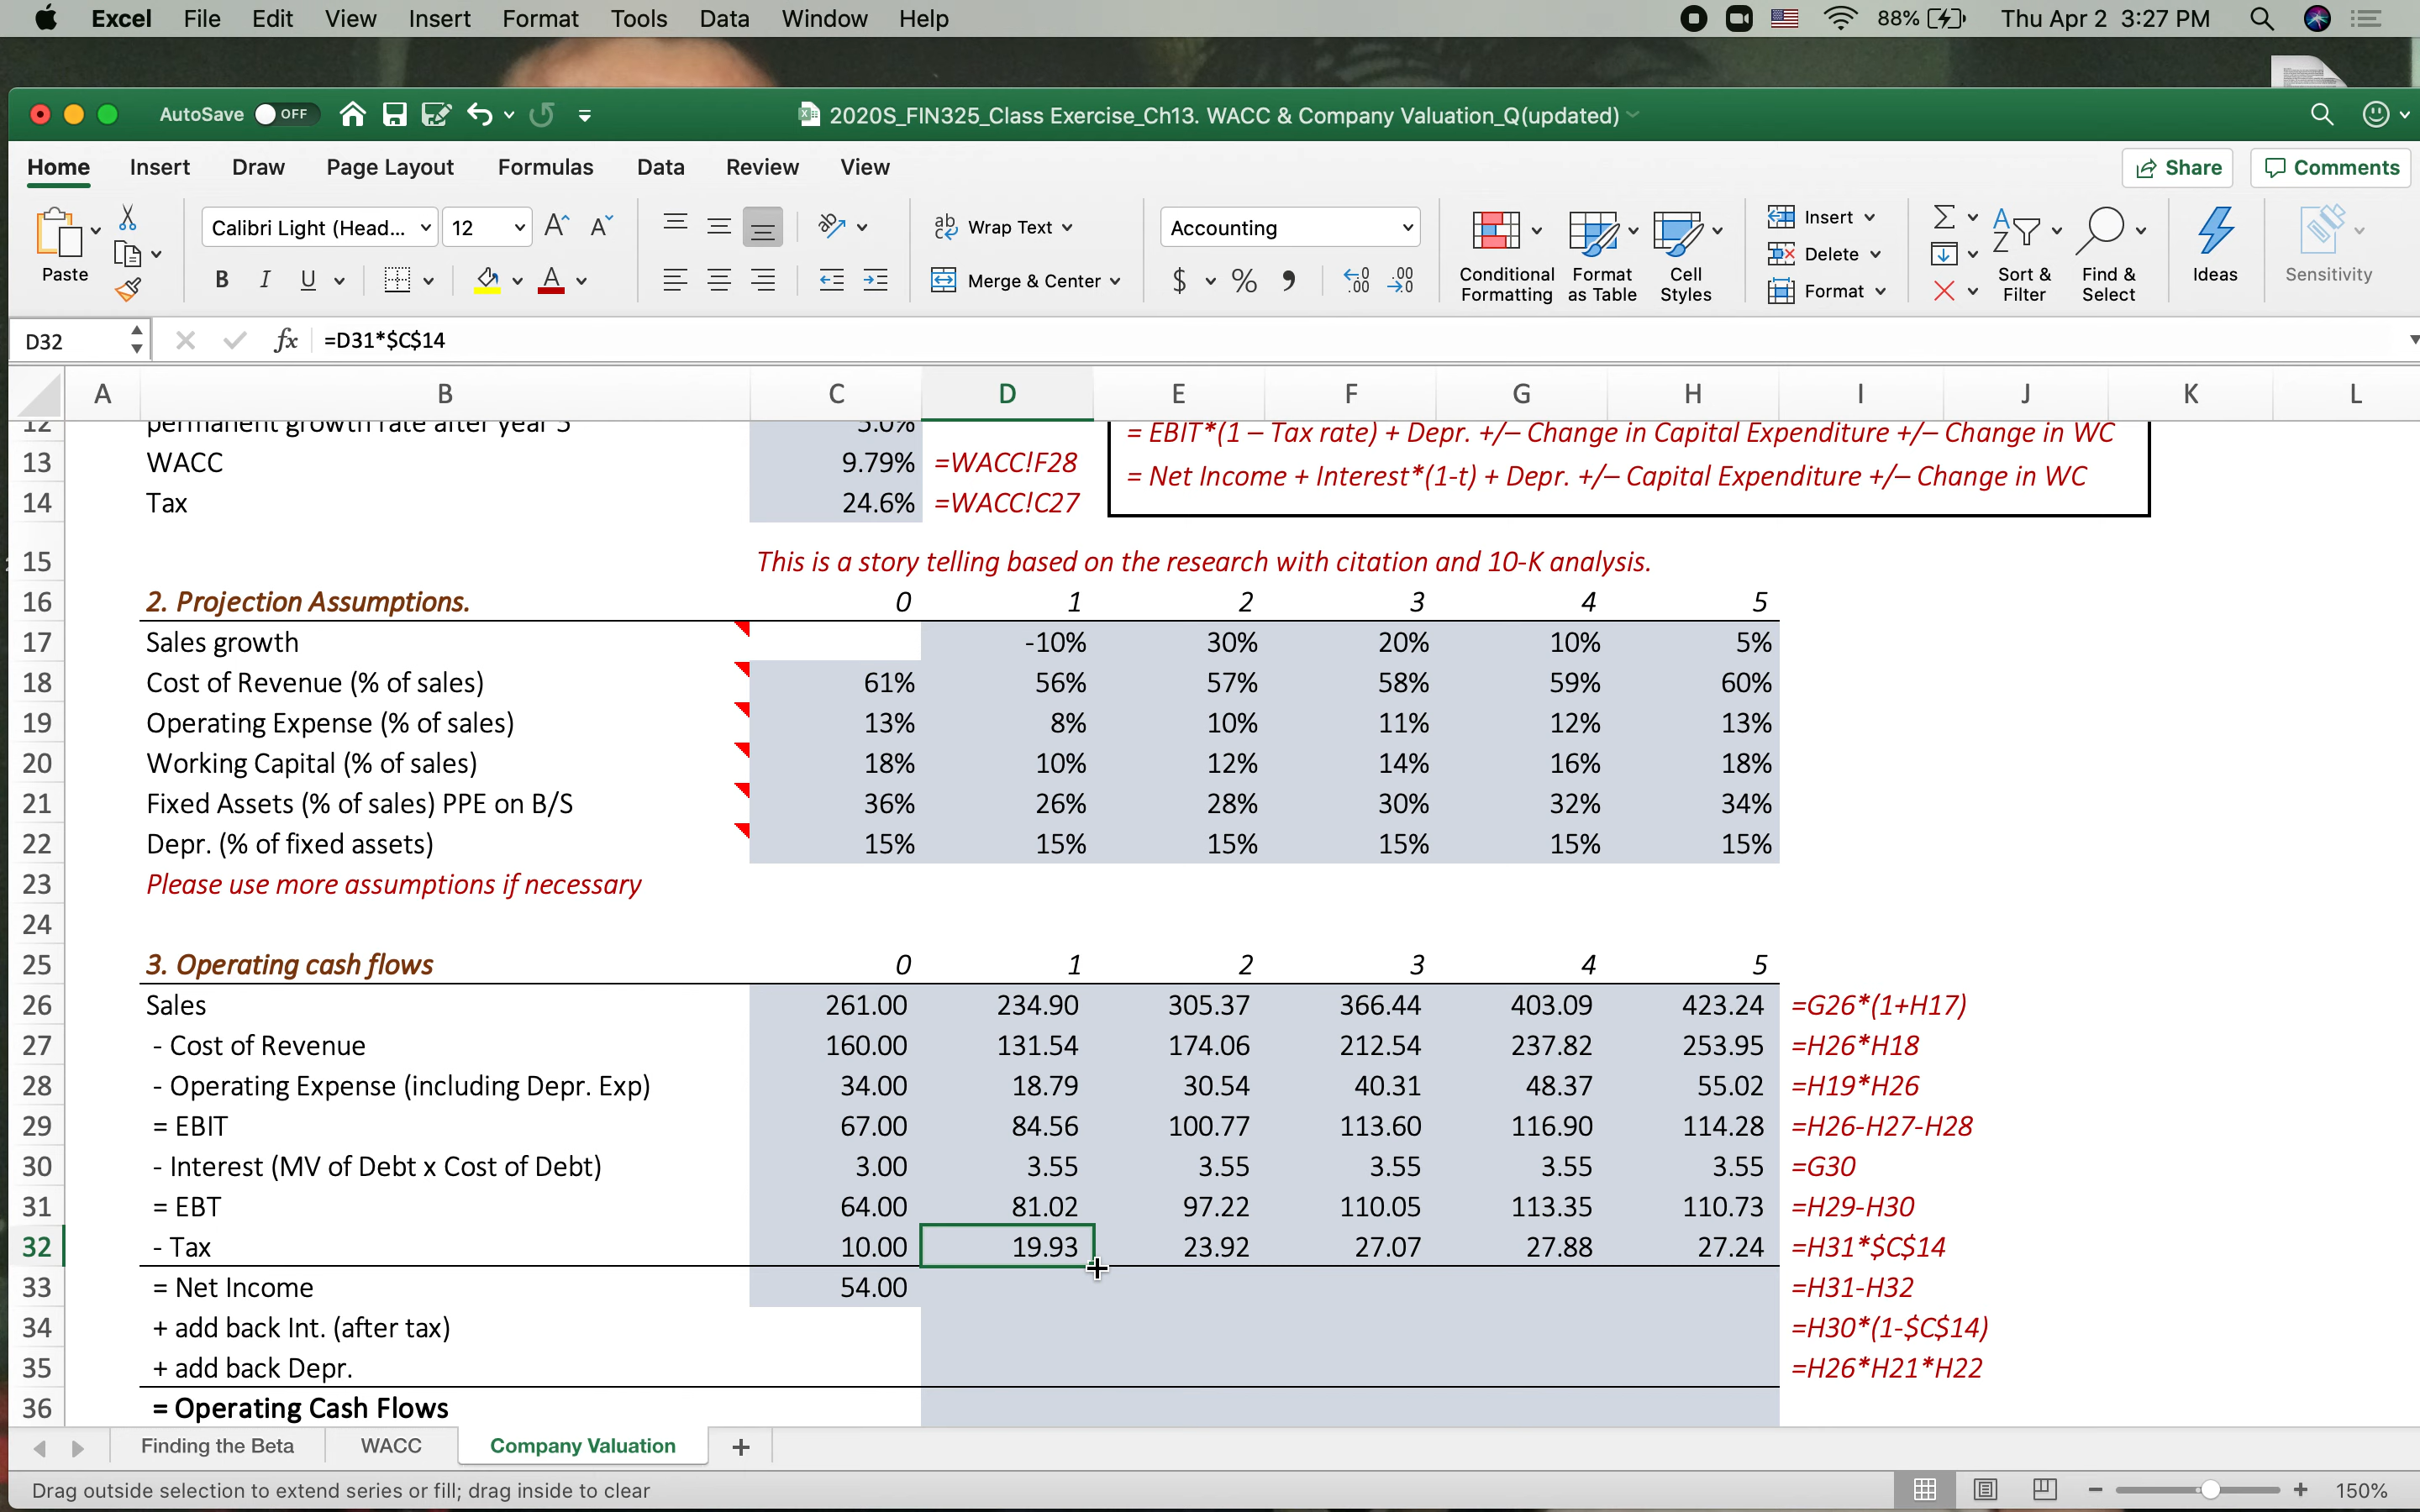 Excel File Edit View Insert Format Tools Data Window Help 88% Thu Apr 2 3:27 PM
AutoSave OFF 2020S_FIN325_Class Exercise_Ch13. WACC & Company Valuation_Q(updated)
Home Insert Draw Page Layout Formulas Data Review View Share Comments
Paste Calibri Light (Head... 12 Wrap Text Accounting Insert
Merge & Center Conditional Formatting Format as Table Cell Styles Delete Format Sort & Filter Find & Select Ideas Sensitivity
D32 fx =D31*$C$14
A B C D E F G H I J K L
12 permanent growth rate after year 5 5.0% = EBIT*(1 – Tax rate) + Depr. +/– Change in Capital Expenditure +/– Change in WC
13 WACC 9.79% =WACC!F28 = Net Income + Interest*(1-t) + Depr. +/– Capital Expenditure +/– Change in WC
14 Tax 24.6% =WACC!C27
15 This is a story telling based on the research with citation and 10-K analysis.
16 2. Projection Assumptions. 0 1 2 3 4 5
17 Sales growth -10% 30% 20% 10% 5%
18 Cost of Revenue (% of sales) 61% 56% 57% 58% 59% 60%
19 Operating Expense (% of sales) 13% 8% 10% 11% 12% 13%
20 Working Capital (% of sales) 18% 10% 12% 14% 16% 18%
21 Fixed Assets (% of sales) PPE on B/S 36% 26% 28% 30% 32% 34%
22 Depr. (% of fixed assets) 15% 15% 15% 15% 15% 15%
23 Please use more assumptions if necessary
24
25 3. Operating cash flows 0 1 2 3 4 5
26 Sales 261.00 234.90 305.37 366.44 403.09 423.24 =G26*(1+H17)
27 - Cost of Revenue 160.00 131.54 174.06 212.54 237.82 253.95 =H26*H18
28 - Operating Expense (including Depr. Exp) 34.00 18.79 30.54 40.31 48.37 55.02 =H19*H26
29 = EBIT 67.00 84.56 100.77 113.60 116.90 114.28 =H26-H27-H28
30 - Interest (MV of Debt x Cost of Debt) 3.00 3.55 3.55 3.55 3.55 3.55 =G30
31 = EBT 64.00 81.02 97.22 110.05 113.35 110.73 =H29-H30
32 - Tax 10.00 19.93 23.92 27.07 27.88 27.24 =H31*$C$14
33 = Net Income 54.00 =H31-H32
34 + add back Int. (after tax) =H30*(1-$C$14)
35 + add back Depr. =H26*H21*H22
36 = Operating Cash Flows
Finding the Beta WACC Company Valuation +
Drag outside selection to extend series or fill; drag inside to clear 150%